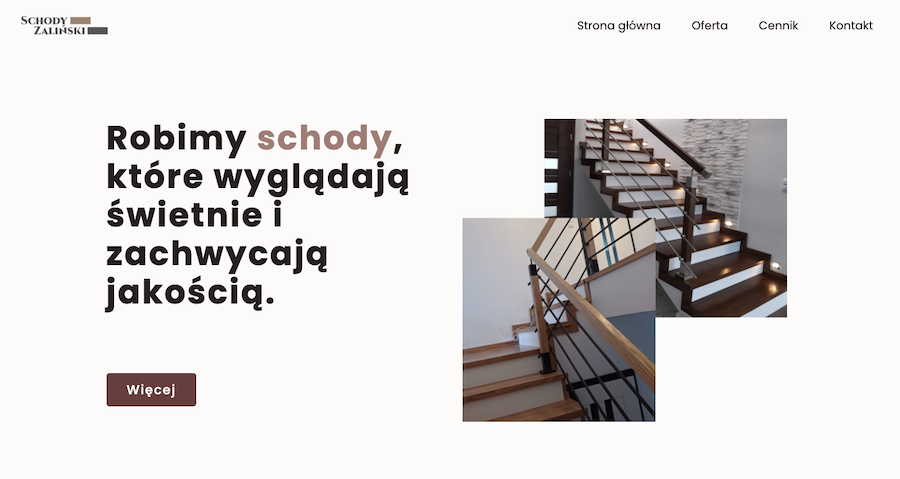 Schody
Zaliński
Strona główna Oferta Cennik Kontakt
Robimy schody,
które wyglądają
świetnie i
zachwycają
jakością.
Więcej